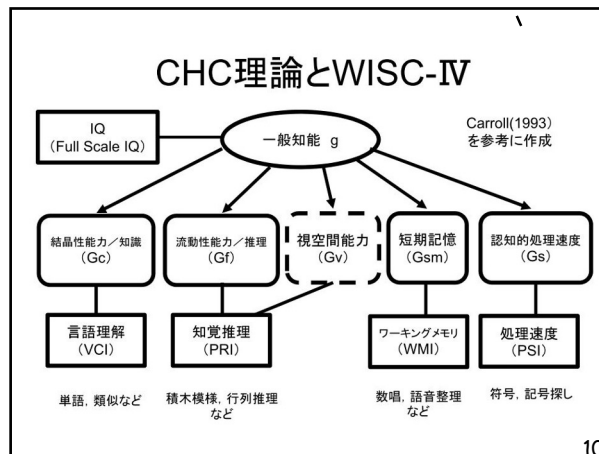 CHC理論とWISC-Ⅳ
IQ
(Full Scale IQ)
一般知能 g
Carroll(1993)
を参考に作成
結晶性能力／知識
(Gc)
流動性能力／推理
(Gf)
視空間能力
(Gv)
短期記憶
(Gsm)
認知的処理速度
(Gs)
言語理解
(VCI)
知覚推理
(PRI)
ワーキングメモリ
(WMI)
処理速度
(PSI)
単語，類似など
積木模様，行列推理
など
数唱，語音整理
など
符号，記号探し
10